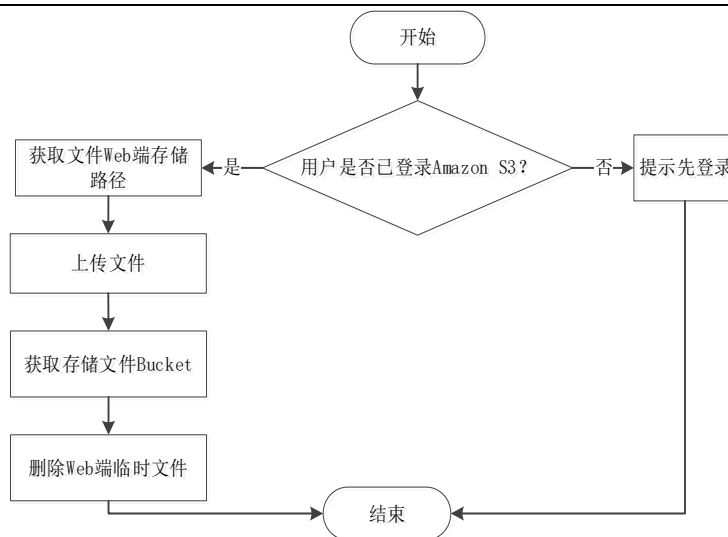 开始
用户是否已登录Amazon S3?
是
否
获取文件Web端存储
路径
提示先登录
上传文件
获取存储文件Bucket
删除Web端临时文件
结束